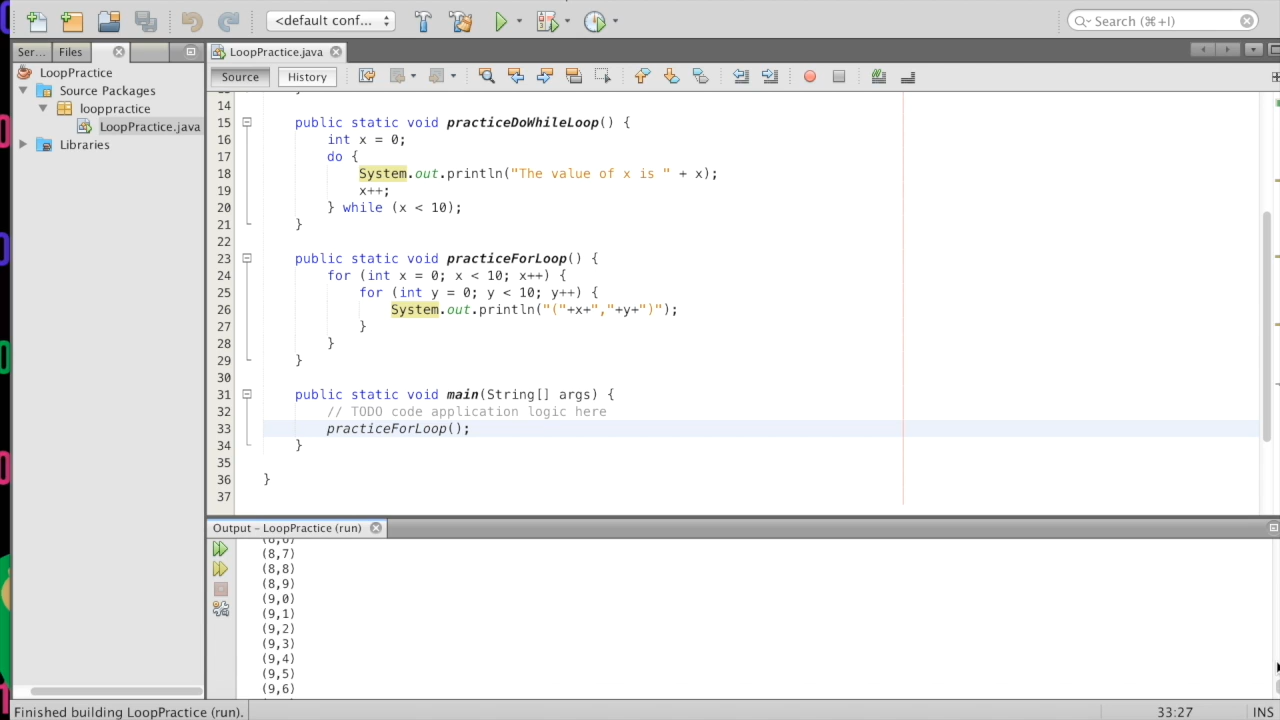 <default conf...
Search (⌘+I)
Ser... Files
LoopPractice.java
Source History
LoopPractice
Source Packages
looppractice
LoopPractice.java
Libraries
14
15 public static void practiceDoWhileLoop() {
16 int x = 0;
17 do {
18 System.out.println("The value of x is " + x);
19 x++;
20 } while (x < 10);
21 }
22
23 public static void practiceForLoop() {
24 for (int x = 0; x < 10; x++) {
25 for (int y = 0; y < 10; y++) {
26 System.out.println("("+x+","+y+")");
27 }
28 }
29 }
30
31 public static void main(String[] args) {
32 // TODO code application logic here
33 practiceForLoop();
34 }
35
36 }
37
Output – LoopPractice (run)
(8,7)
(8,8)
(8,9)
(9,0)
(9,1)
(9,2)
(9,3)
(9,4)
(9,5)
(9,6)
Finished building LoopPractice (run).
33:27 INS